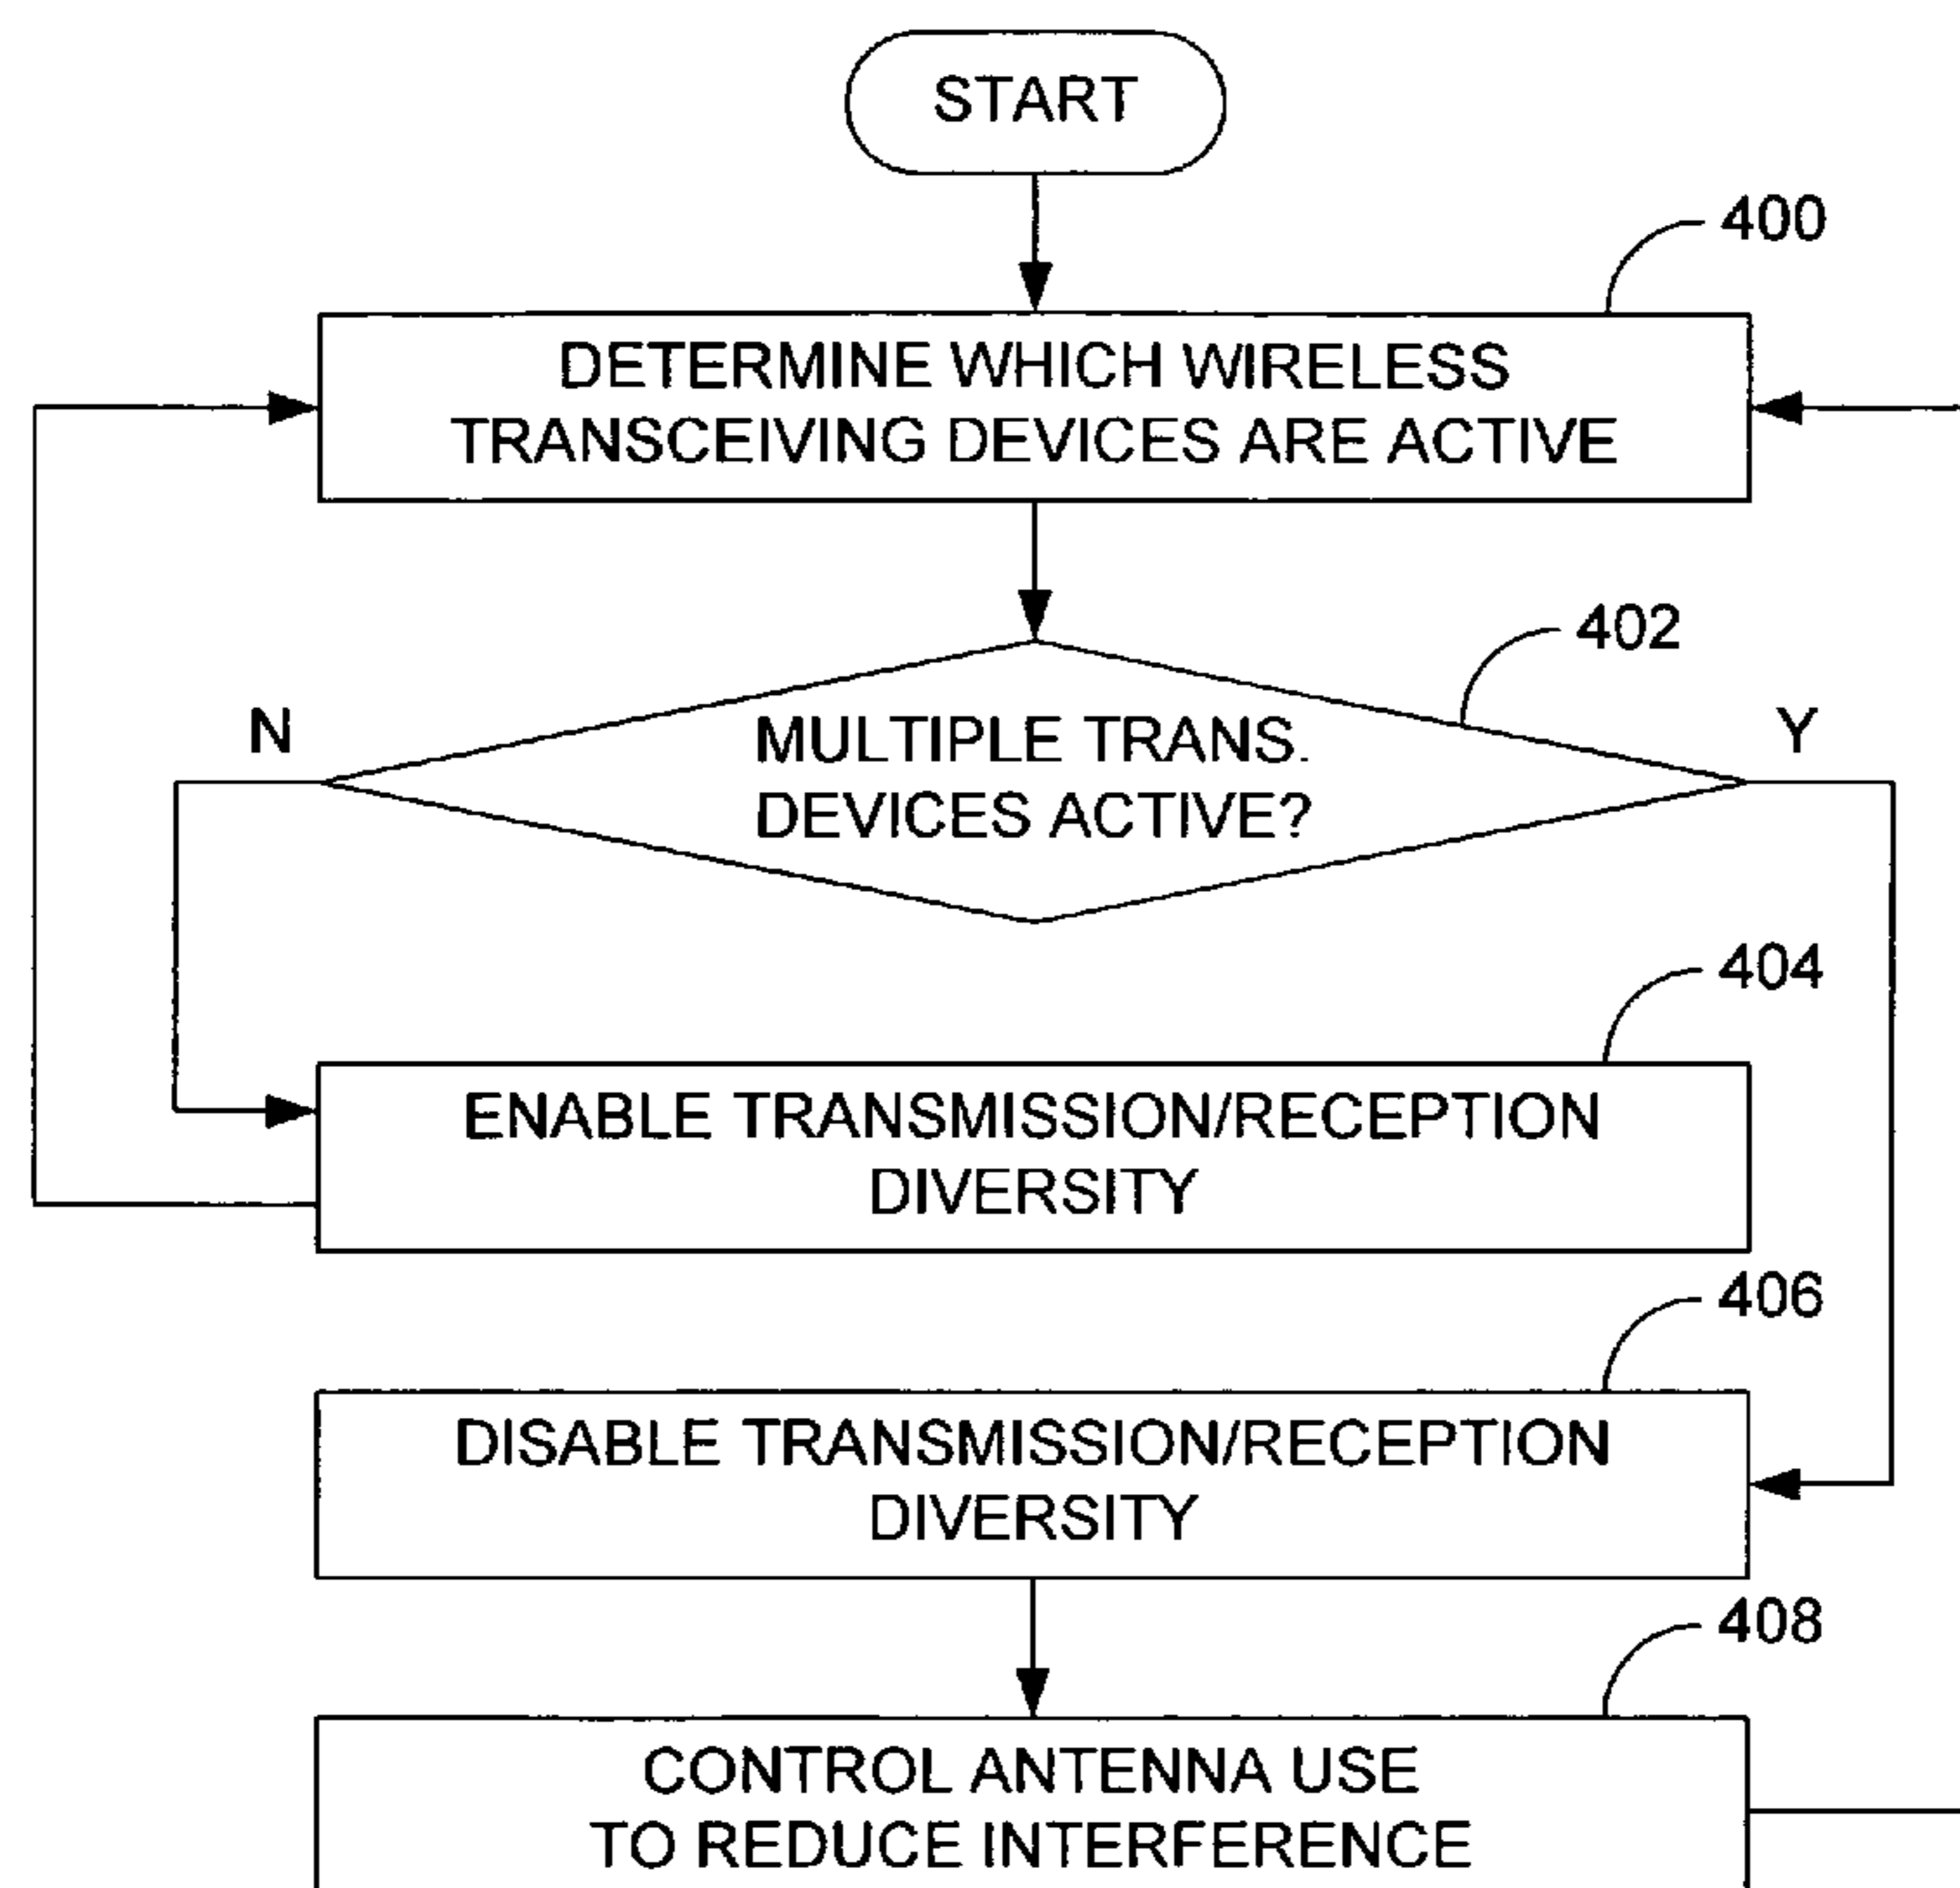 START
400
DETERMINE WHICH WIRELESS
TRANSCEIVING DEVICES ARE ACTIVE
402
N
MULTIPLE TRANS.
DEVICES ACTIVE?
Y
404
ENABLE TRANSMISSION/RECEPTION
DIVERSITY
406
DISABLE TRANSMISSION/RECEPTION
DIVERSITY
408
CONTROL ANTENNA USE
TO REDUCE INTERFERENCE